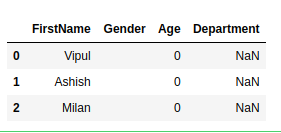 FirstName Gender Age Department
0 Vipul 0 NaN
1 Ashish 0 NaN
2 Milan 0 NaN